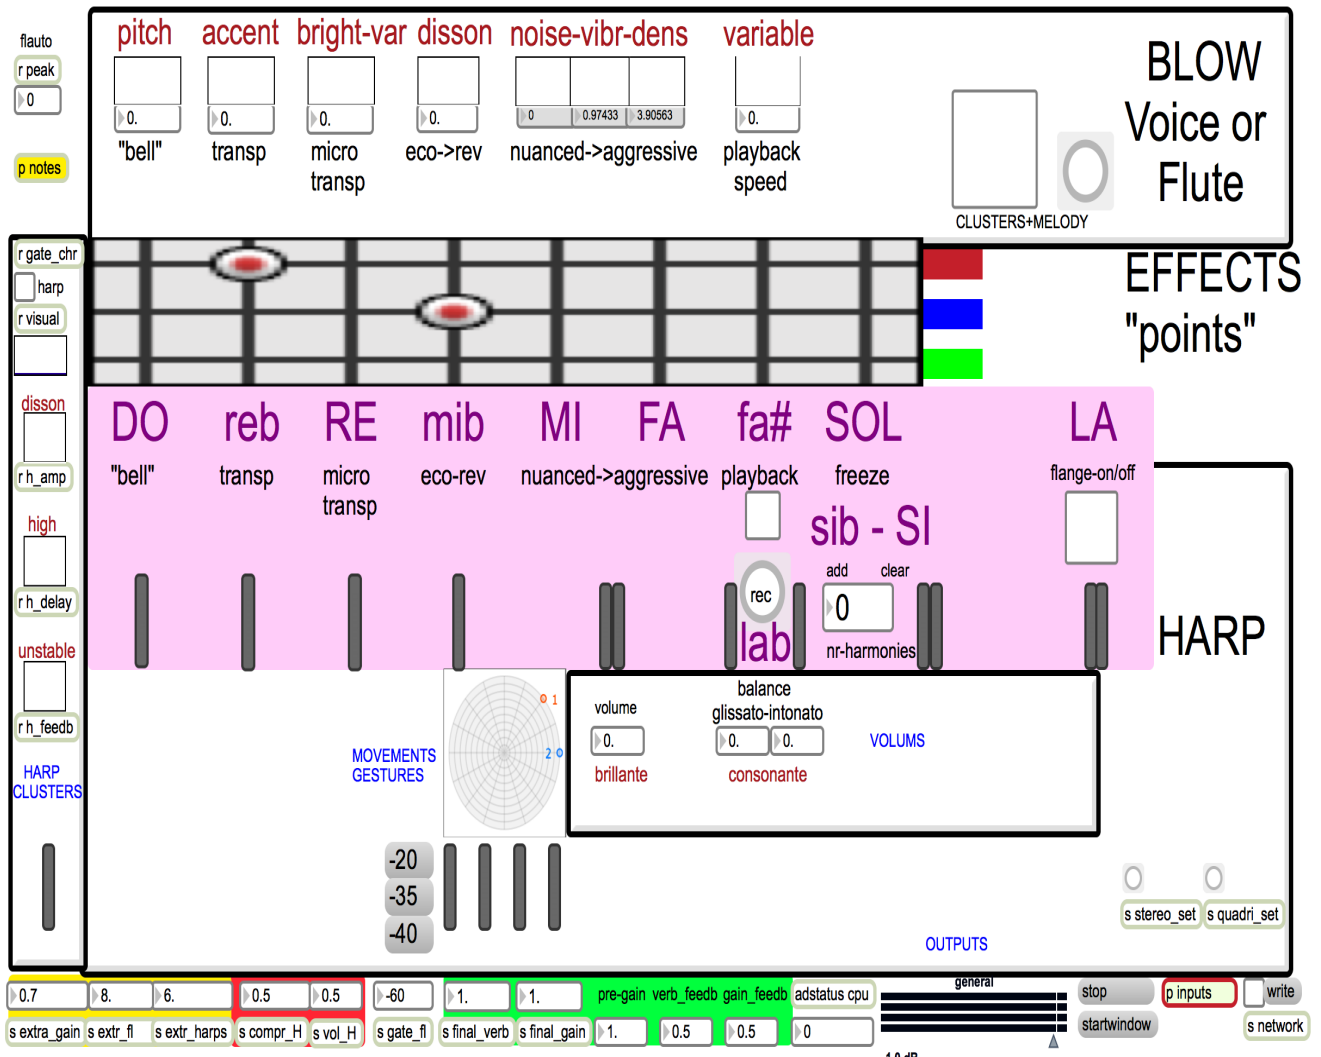 flauto
r peak
0
p notes
pitch accent bright-var disson noise-vibr-dens variable
0. 0. 0. 0. 0 0.97433 3.90563 0.
"bell" transp micro transp eco->rev nuanced->aggressive playback speed
CLUSTERS+MELODY
BLOW
Voice or
Flute
EFFECTS
"points"
r gate_chr
harp
r visual
disson
r h_amp
high
r h_delay
unstable
r h_feedb
HARP
CLUSTERS
DO reb RE mib MI FA fa# SOL LA
"bell" transp micro transp eco-rev nuanced->aggressive playback freeze flange-on/off
sib - SI
add clear
rec
0
lab
nr-harmonies
HARP
MOVEMENTS
GESTURES
1
2
volume
0.
brillante
balance
glissato-intonato
0. 0.
consonante
VOLUMS
-20
-35
-40
s stereo_set s quadri_set
OUTPUTS
0.7 8. 6. 0.5 0.5 -60 1. 1. pre-gain verb_feedb gain_feedb adstatus cpu
s extra_gain s extr_fl s extr_harps s compr_H s vol_H s gate_fl s final_verb s final_gain 1. 0.5 0.5 0
general
stop
startwindow
p inputs
write
s network